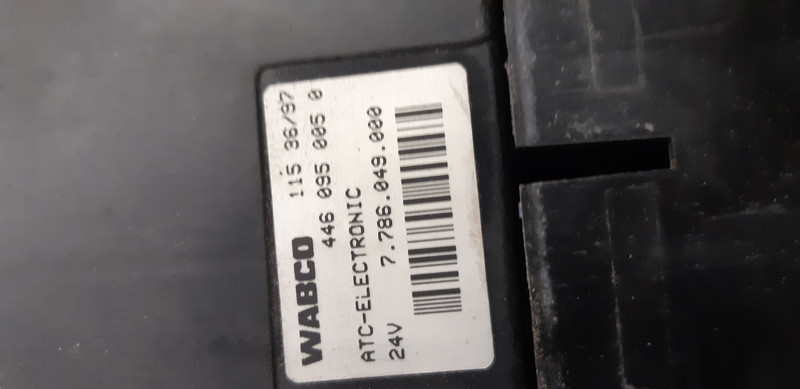 WABCO 115 36/97
446 095 005 0
ATC-ELECTRONIC
24V 7.786.049.000